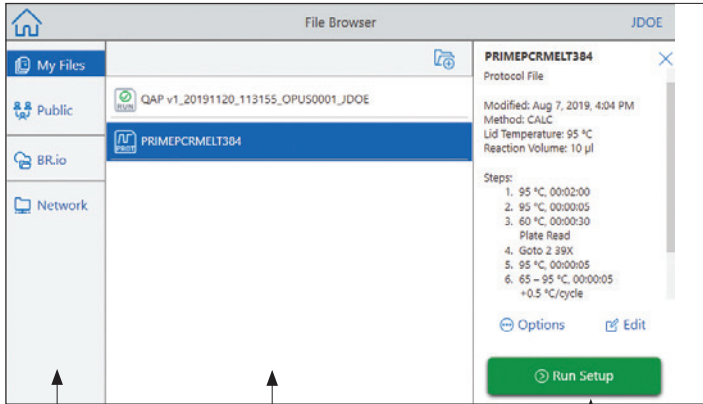 File Browser
JDOE
My Files
Public
BR.io
Network
RUN
QAP v1_20191120_113155_OPUS0001_JDOE
PROT
PRIMEPCRMELT384
PRIMEPCRMELT384
Protocol File
Modified: Aug 7, 2019, 4:04 PM
Method: CALC
Lid Temperature: 95 °C
Reaction Volume: 10 µl
Steps:
1. 95 °C, 00:02:00
2. 95 °C, 00:00:05
3. 60 °C, 00:00:30
Plate Read
4. Goto 2 39X
5. 95 °C, 00:00:05
6. 65 – 95 °C, 00:00:05
+0.5 °C/cycle
Options
Edit
Run Setup